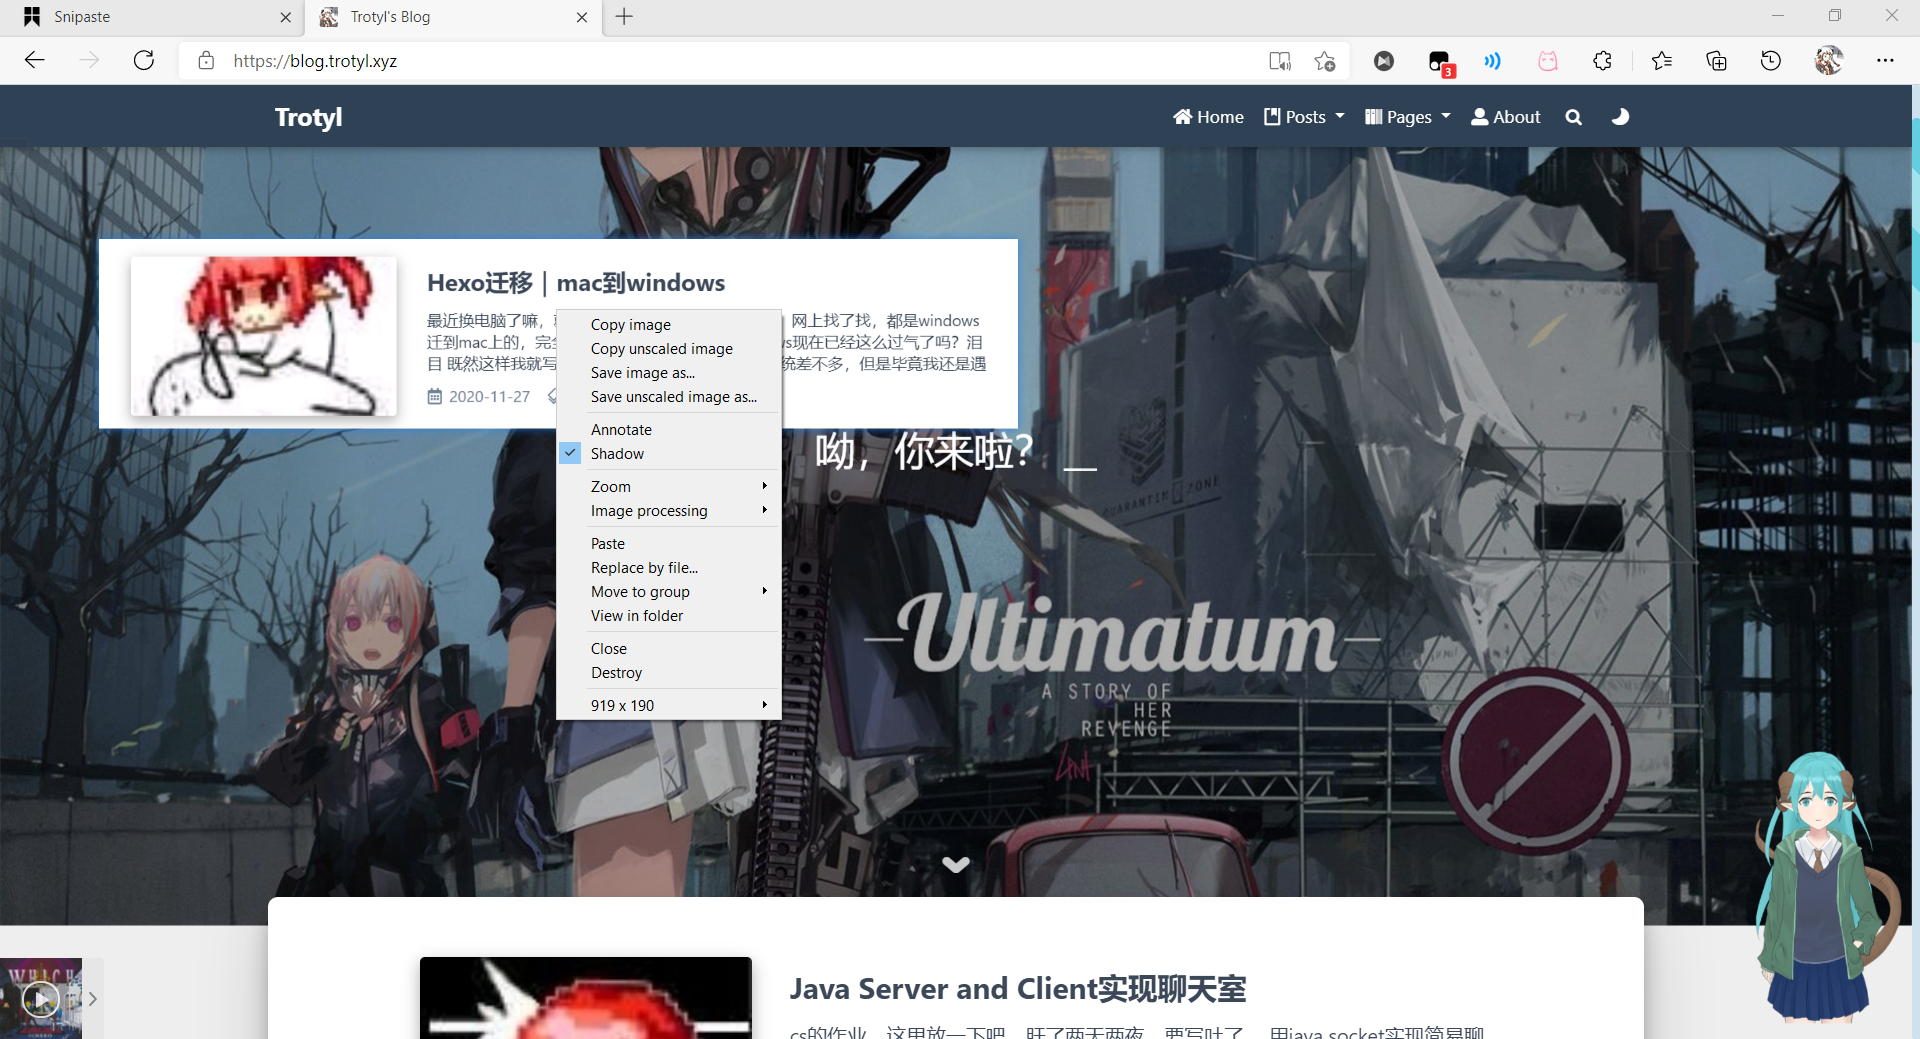 Snipaste
Trotyl's Blog
https://blog.trotyl.xyz
3
Trotyl
Home
Posts
Pages
About
Hexo迁移｜mac到windows
最近换电脑了嘛，
网上找了找，都是windows
迁到mac上的，完
s现在已经这么过气了吗？泪
目 既然这样我就写
统差不多，但是毕竟我还是遇
2020-11-27
Copy image
Copy unscaled image
Save image as...
Save unscaled image as...
Annotate
Shadow
Zoom
Image processing
Paste
Replace by file...
Move to group
View in folder
Close
Destroy
919 x 190
呦，你来啦？ __
QUARANTINE ZONE
Ultimatum
A STORY OF
HER
REVENGE
WHICH
Java Server and Client实现聊天室
cs的作业，这里放一下吧，肝了两天两夜，要写吐了，用java socket实现简易聊